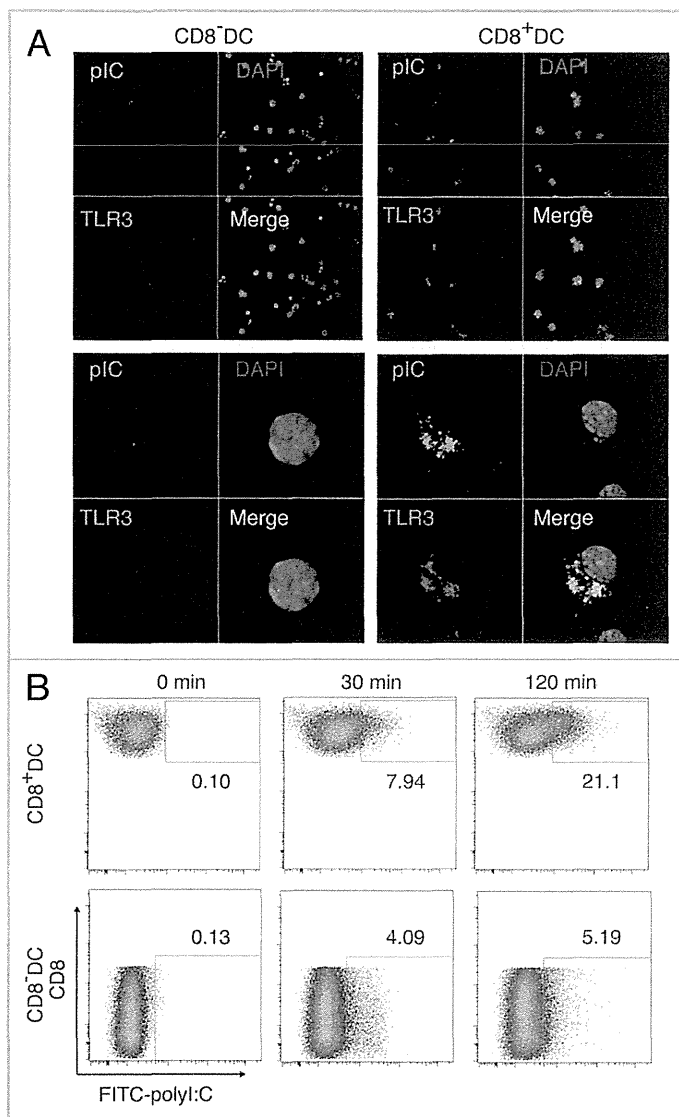 A
CD8⁻DC
CD8⁺DC
pIC
DAPI
pIC
DAPI
TLR3
Merge
TLR3
Merge
pIC
DAPI
pIC
DAPI
TLR3
Merge
TLR3
Merge
B
0 min
30 min
120 min
CD8⁺DC
0.10
7.94
21.1
CD8⁻DC
CD8
0.13
4.09
5.19
FITC-polyI:C